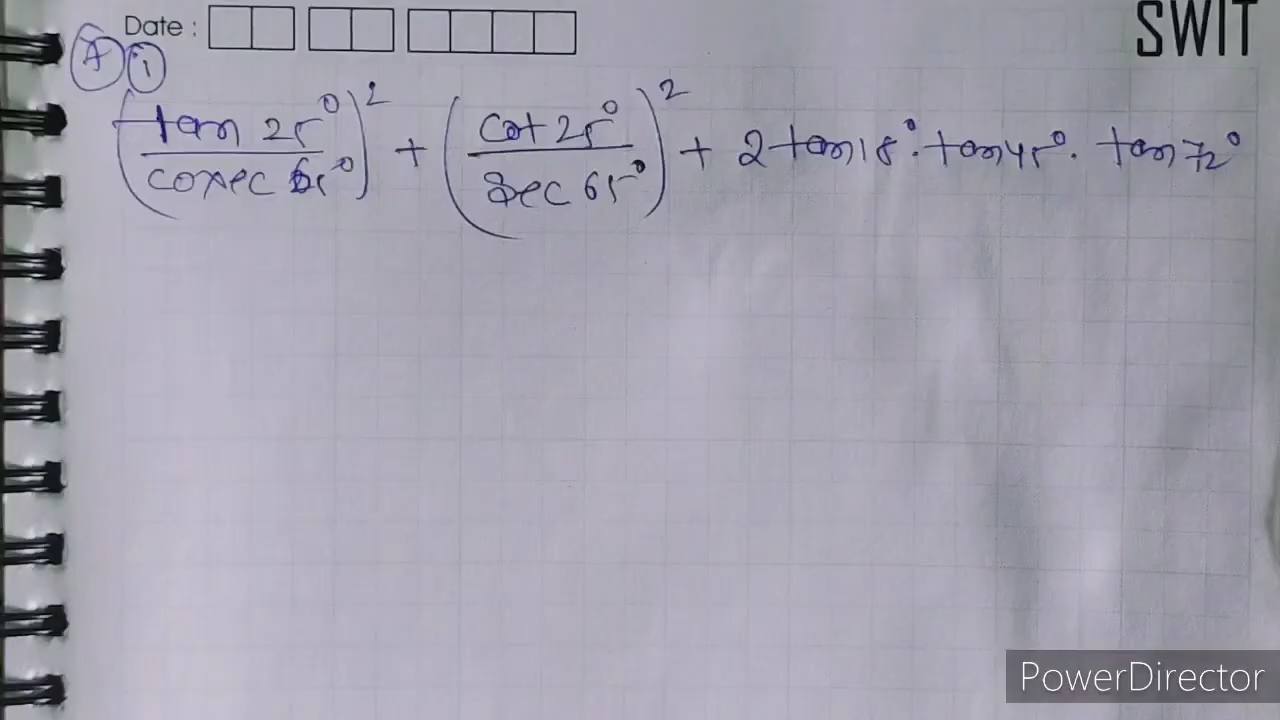 Date : SWIT
7 i
(tan 25° / cosec 65°)² + (cot 25° / sec 65°)² + 2 tan 18° . tan 45° . tan 72°
PowerDirector